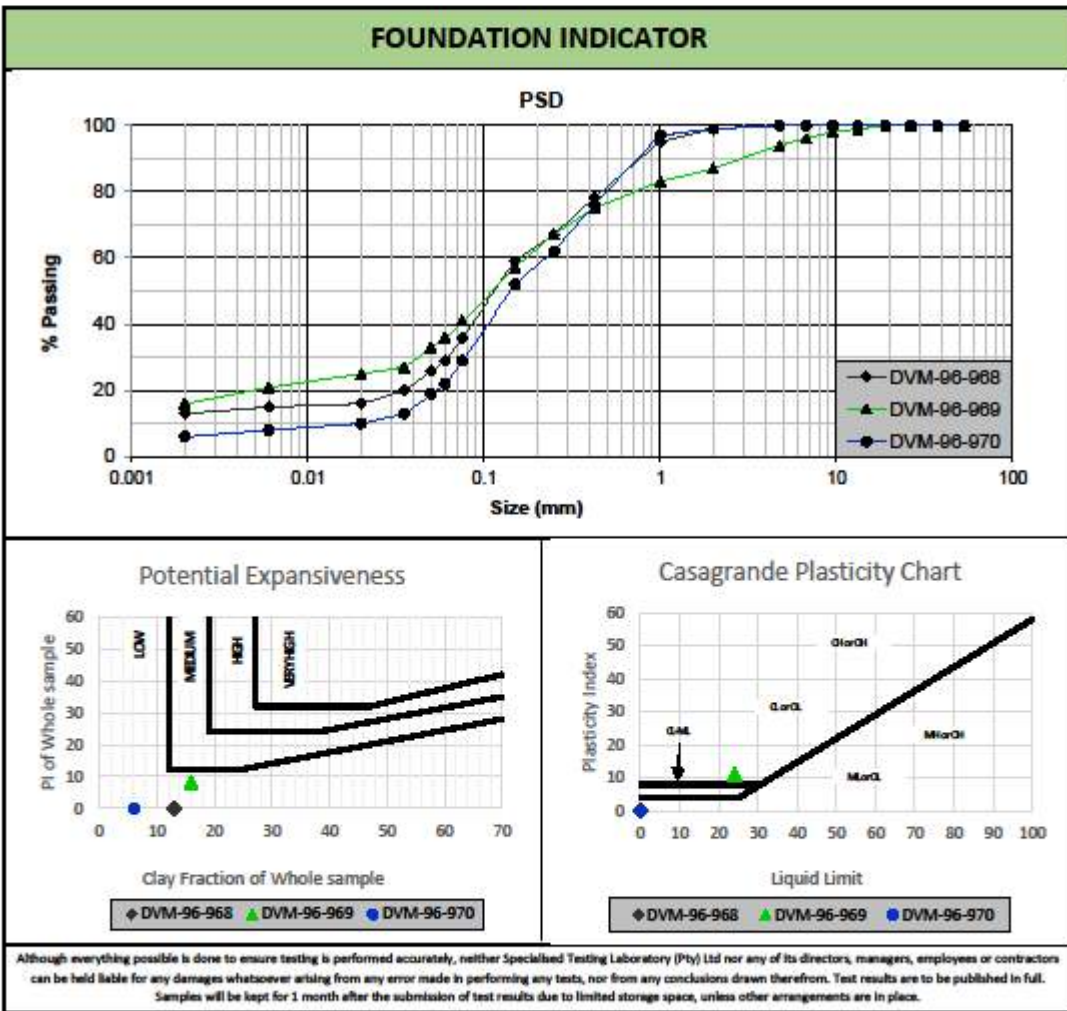 FOUNDATION INDICATOR
PSD
100
80
60
40
20
0
% Passing
0.001 0.01 0.1 1 10 100
Size (mm)
DVM-96-968
DVM-96-969
DVM-96-970
Potential Expansiveness
60
50
40
30
20
10
0
PI of Whole sample
LOW
MEDIUM
HIGH
VERY HIGH
0 10 20 30 40 50 60 70
Clay Fraction of Whole sample
DVM-96-968 DVM-96-969 DVM-96-970
Casagrande Plasticity Chart
60
50
40
30
20
10
0
Plasticity Index
0 10 20 30 40 50 60 70 80 90 100
Liquid Limit
DVM-96-968 DVM-96-969 DVM-96-970
Although everything possible is done to ensure testing is performed accurately, neither Specialised Testing Laboratory (Pty) Ltd nor any of its directors, managers, employees or contractors
can be held liable for any damages whatsoever arising from any error made in performing any tests, nor from any conclusions drawn therefrom. Test results are to be published in full.
Samples will be kept for 1 month after the submission of test results due to limited storage space, unless other arrangements are in place.